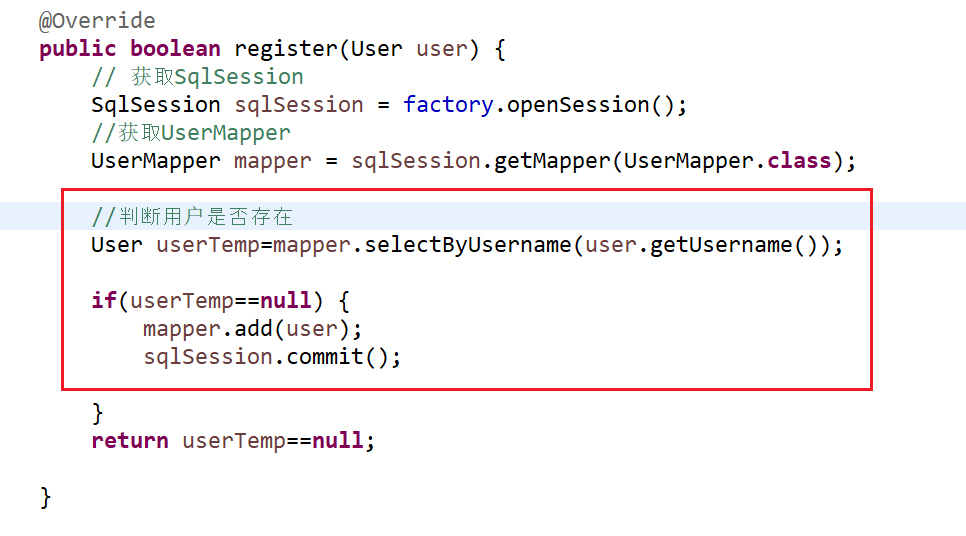 @Override
public boolean register(User user) {
// 获取SqlSession
SqlSession sqlSession = factory.openSession();
//获取UserMapper
UserMapper mapper = sqlSession.getMapper(UserMapper.class);
//判断用户是否存在
User userTemp=mapper.selectByUsername(user.getUsername());
if(userTemp==null) {
mapper.add(user);
sqlSession.commit();
}
return userTemp==null;
}